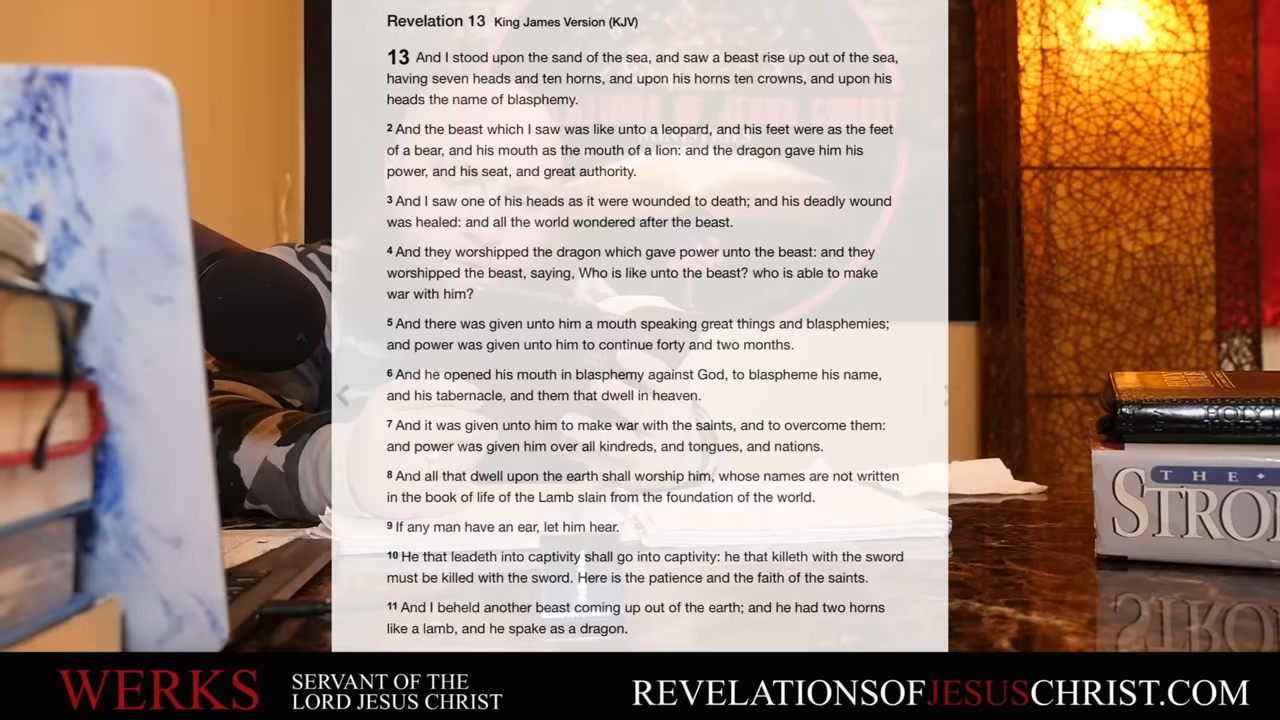 Revelation 13 King James Version (KJV)
13 And I stood upon the sand of the sea, and saw a beast rise up out of the sea,
having seven heads and ten horns, and upon his horns ten crowns, and upon his
heads the name of blasphemy.
2 And the beast which I saw was like unto a leopard, and his feet were as the feet
of a bear, and his mouth as the mouth of a lion: and the dragon gave him his
power, and his seat, and great authority.
3 And I saw one of his heads as it were wounded to death; and his deadly wound
was healed: and all the world wondered after the beast.
4 And they worshipped the dragon which gave power unto the beast: and they
worshipped the beast, saying, Who is like unto the beast? who is able to make
war with him?
5 And there was given unto him a mouth speaking great things and blasphemies;
and power was given unto him to continue forty and two months.
6 And he opened his mouth in blasphemy against God, to blaspheme his name,
and his tabernacle, and them that dwell in heaven.
7 And it was given unto him to make war with the saints, and to overcome them:
and power was given him over all kindreds, and tongues, and nations.
8 And all that dwell upon the earth shall worship him, whose names are not written
in the book of life of the Lamb slain from the foundation of the world.
9 If any man have an ear, let him hear.
10 He that leadeth into captivity shall go into captivity: he that killeth with the sword
must be killed with the sword. Here is the patience and the faith of the saints.
11 And I beheld another beast coming up out of the earth; and he had two horns
like a lamb, and he spake as a dragon.
HOLY
THE
STRO
WERKS
SERVANT OF THE
LORD JESUS CHRIST
REVELATIONSOFJESUSCHRIST.COM